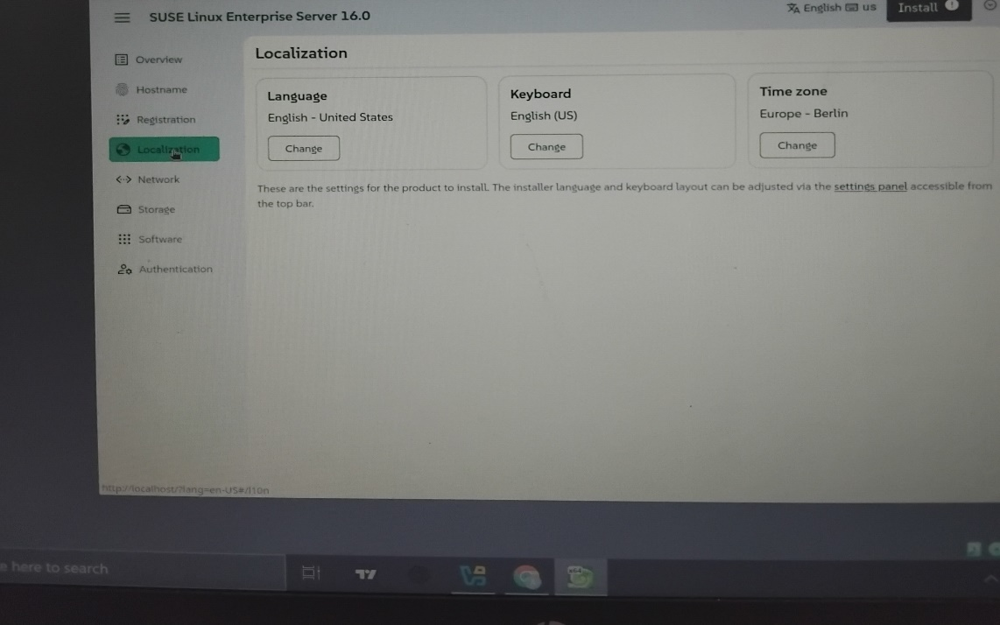 SUSE Linux Enterprise Server 16.0
English us
Install
Overview
Hostname
Registration
Localization
Network
Storage
Software
Authentication
Localization
Language
English - United States
Change
Keyboard
English (US)
Change
Time zone
Europe - Berlin
Change
These are the settings for the product to install. The installer language and keyboard layout can be adjusted via the settings panel accessible from
the top bar.
http://localhost/?lang=en-US#/l10n
here to search